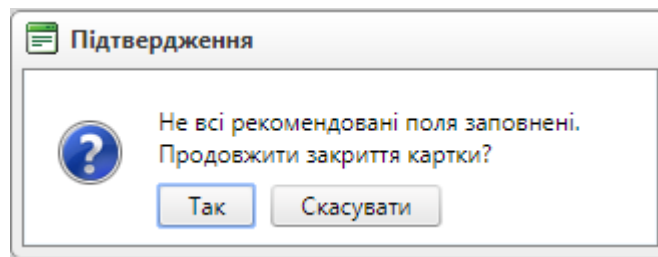 Підтвердження
Не всі рекомендовані поля заповнені.
Продовжити закриття картки?
Так
Скасувати